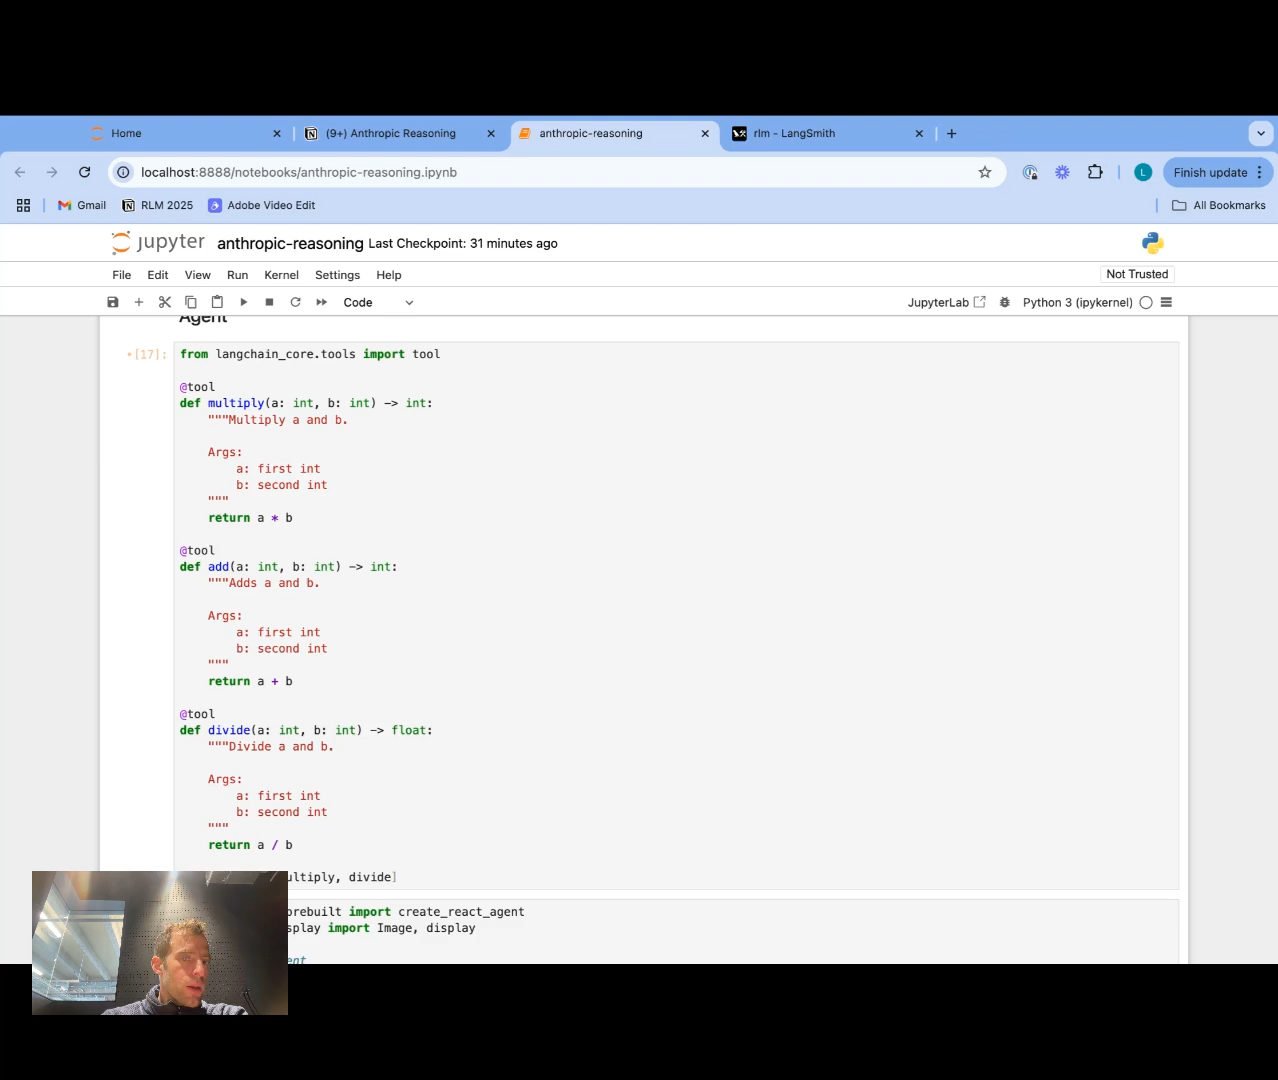 Home
(9+) Anthropic Reasoning
anthropic-reasoning
rlm - LangSmith
localhost:8888/notebooks/anthropic-reasoning.ipynb
L
Finish update
Gmail
RLM 2025
Adobe Video Edit
All Bookmarks
jupyter anthropic-reasoning Last Checkpoint: 31 minutes ago
File Edit View Run Kernel Settings Help
Not Trusted
Code
JupyterLab
Python 3 (ipykernel)
Agent
[17]:
from langchain_core.tools import tool
@tool
def multiply(a: int, b: int) -> int:
"""Multiply a and b.
Args:
a: first int
b: second int
"""
return a * b
@tool
def add(a: int, b: int) -> int:
"""Adds a and b.
Args:
a: first int
b: second int
"""
return a + b
@tool
def divide(a: int, b: int) -> float:
"""Divide a and b.
Args:
a: first int
b: second int
"""
return a / b
ultiply, divide]
prebuilt import create_react_agent
splay import Image, display
ent